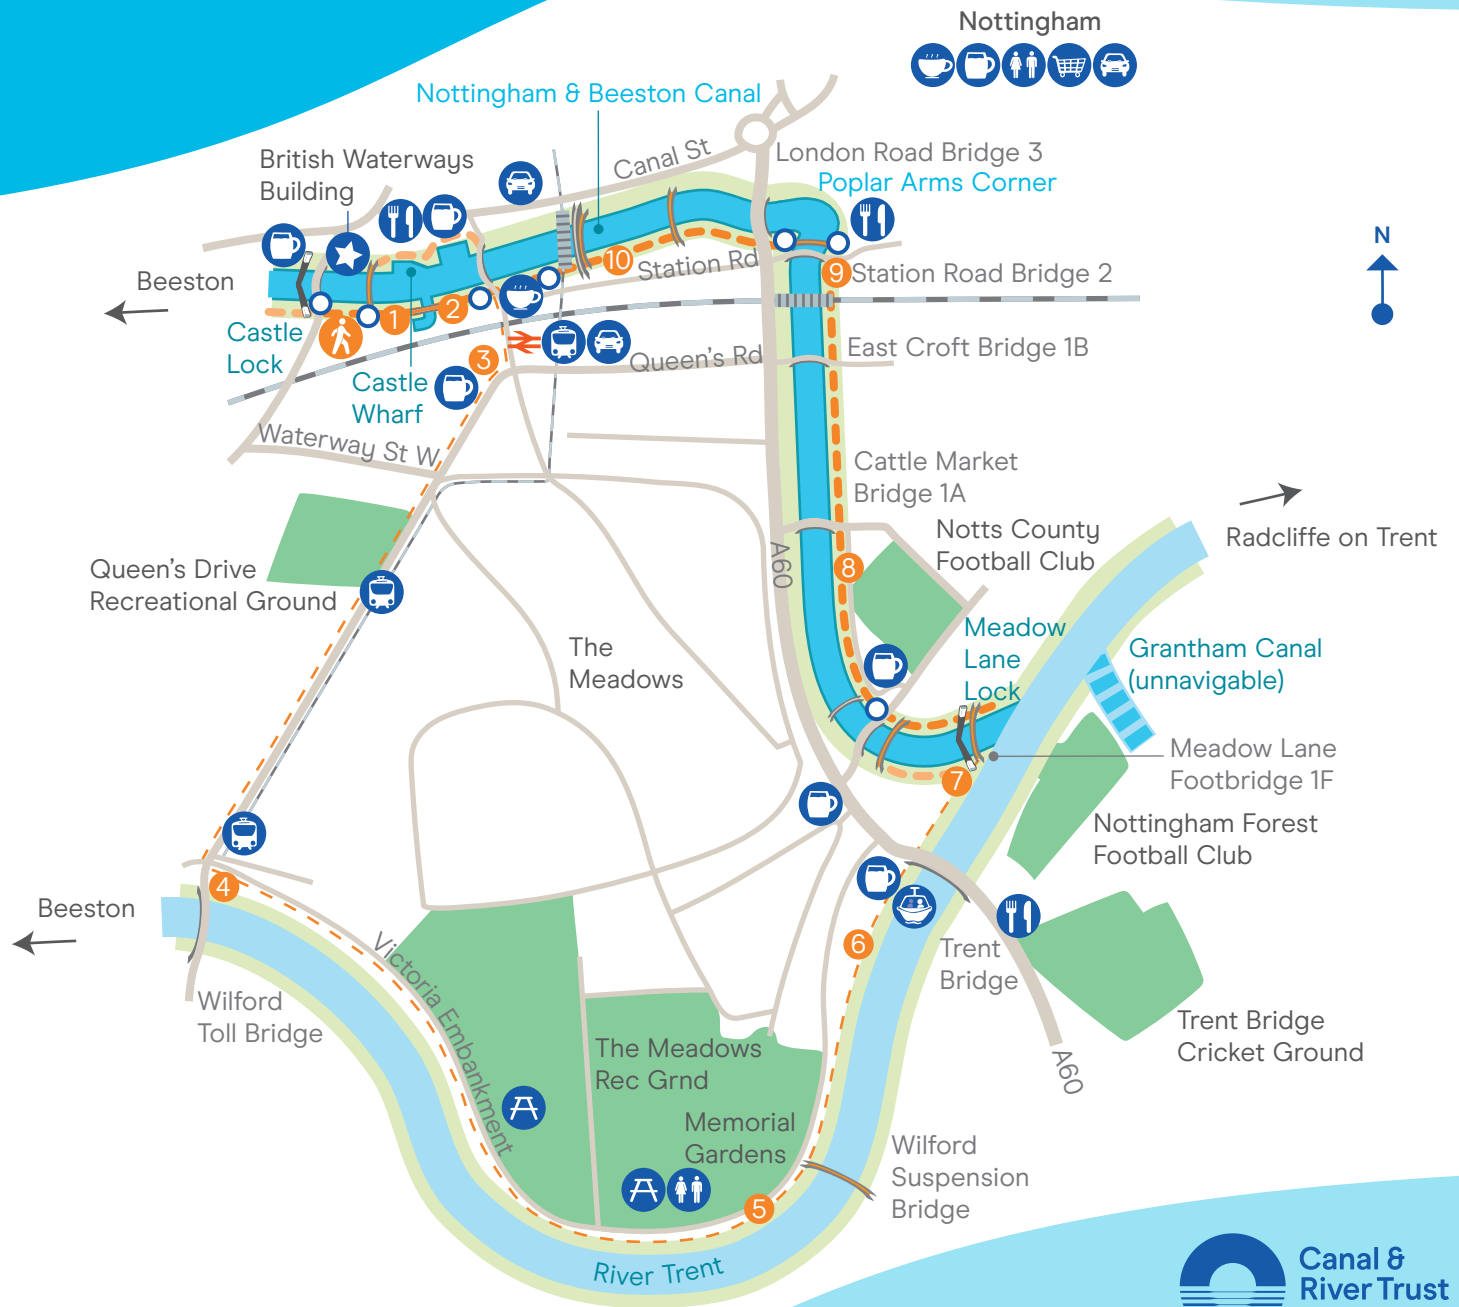 Nottingham
Nottingham & Beeston Canal
Canal St
London Road Bridge 3
Poplar Arms Corner
British Waterways
Building
N
Beeston
10
Station Rd
9
Station Road Bridge 2
1
2
Castle
Lock
3
Queen's Rd
East Croft Bridge 1B
Castle
Wharf
Waterway St W
Cattle Market
Bridge 1A
Notts County
Football Club
Radcliffe on Trent
A60
8
Queen's Drive
Recreational Ground
Meadow
Lane
Lock
The
Meadows
Grantham Canal
(unnavigable)
Meadow Lane
Footbridge 1F
7
Nottingham Forest
Football Club
4
Beeston
Victoria Embankment
6
Trent
Bridge
Wilford
Toll Bridge
Trent Bridge
Cricket Ground
The Meadows
Rec Grnd
A60
Memorial
Gardens
Wilford
Suspension
Bridge
5
River Trent
Canal &
River Trust